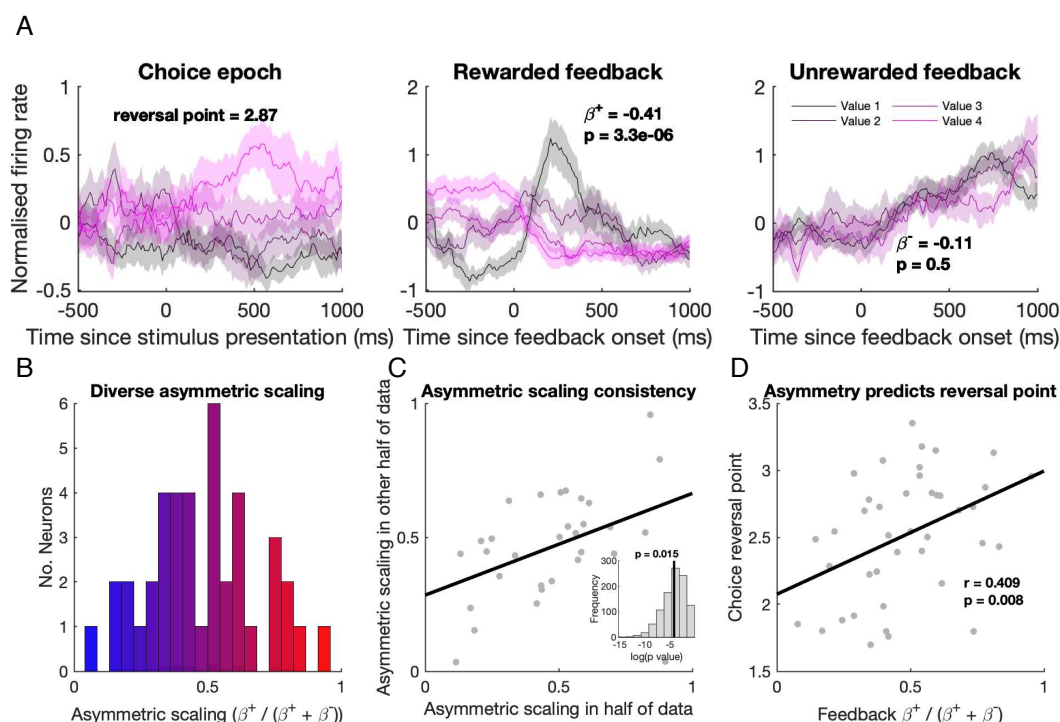 A
Choice epoch
Rewarded feedback
Unrewarded feedback
1
0.5
0
-0.5
Normalised firing rate
reversal point = 2.87
-500 0 500 1000
Time since stimulus presentation (ms)
2
1
0
-1
β⁺ = -0.41
p = 3.3e-06
-500 0 500 1000
Time since feedback onset (ms)
2
1
0
-1
Value 1
Value 2
Value 3
Value 4
β⁻ = -0.11
p = 0.5
-500 0 500 1000
Time since feedback onset (ms)
B
Diverse asymmetric scaling
6
5
4
3
2
1
0
No. Neurons
0 0.5 1
Asymmetric scaling (β⁺ / (β⁺ + β⁻))
C
Asymmetric scaling consistency
1
0.5
0
Asymmetric scaling in other half of data
p = 0.015
300
200
100
0
Frequency
-15 -10 -5
log(p value)
0 0.5 1
Asymmetric scaling in half of data
D
Asymmetry predicts reversal point
3.5
3
2.5
2
1.5
Choice reversal point
r = 0.409
p = 0.008
0 0.5 1
Feedback β⁺ / (β⁺ + β⁻)